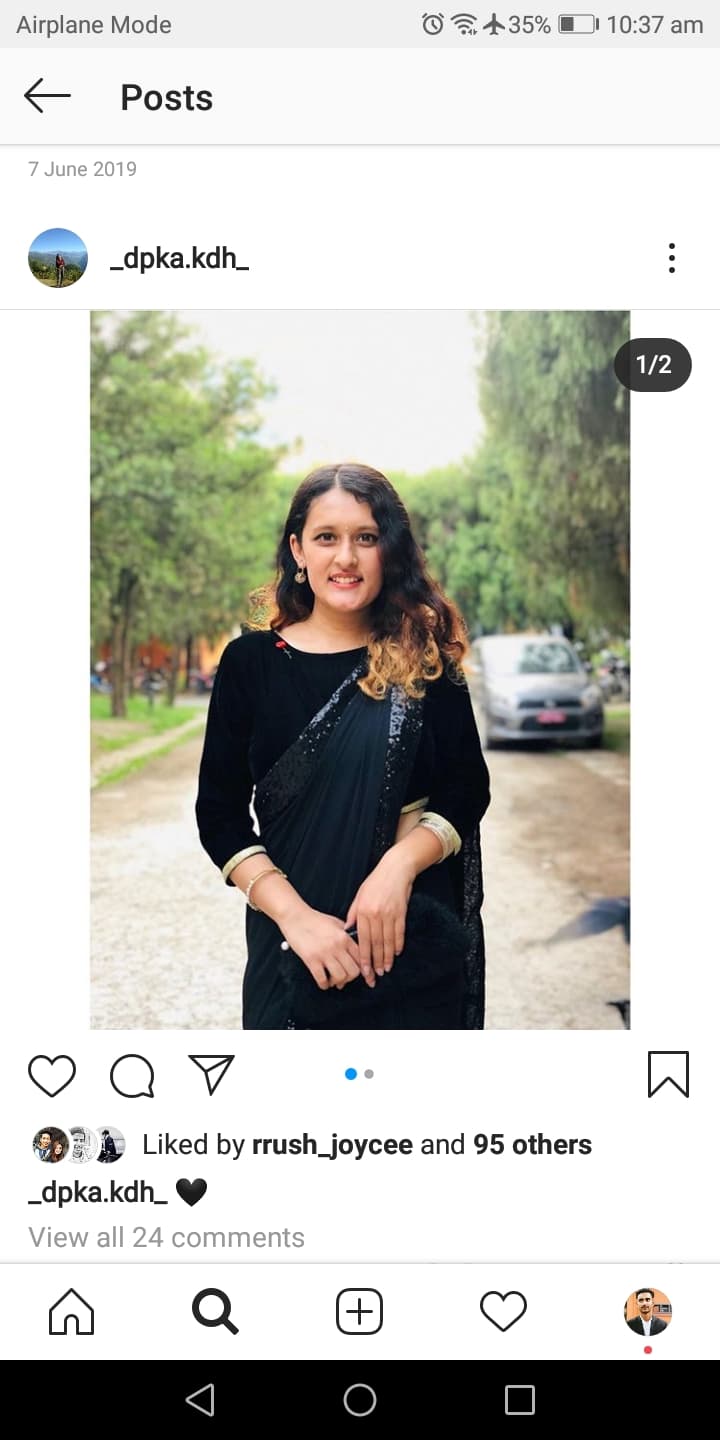 Airplane Mode 35% 10:37 am
Posts
7 June 2019
_dpka.kdh_
1/2
Liked by rrush_joycee and 95 others
_dpka.kdh_ 🖤
View all 24 comments